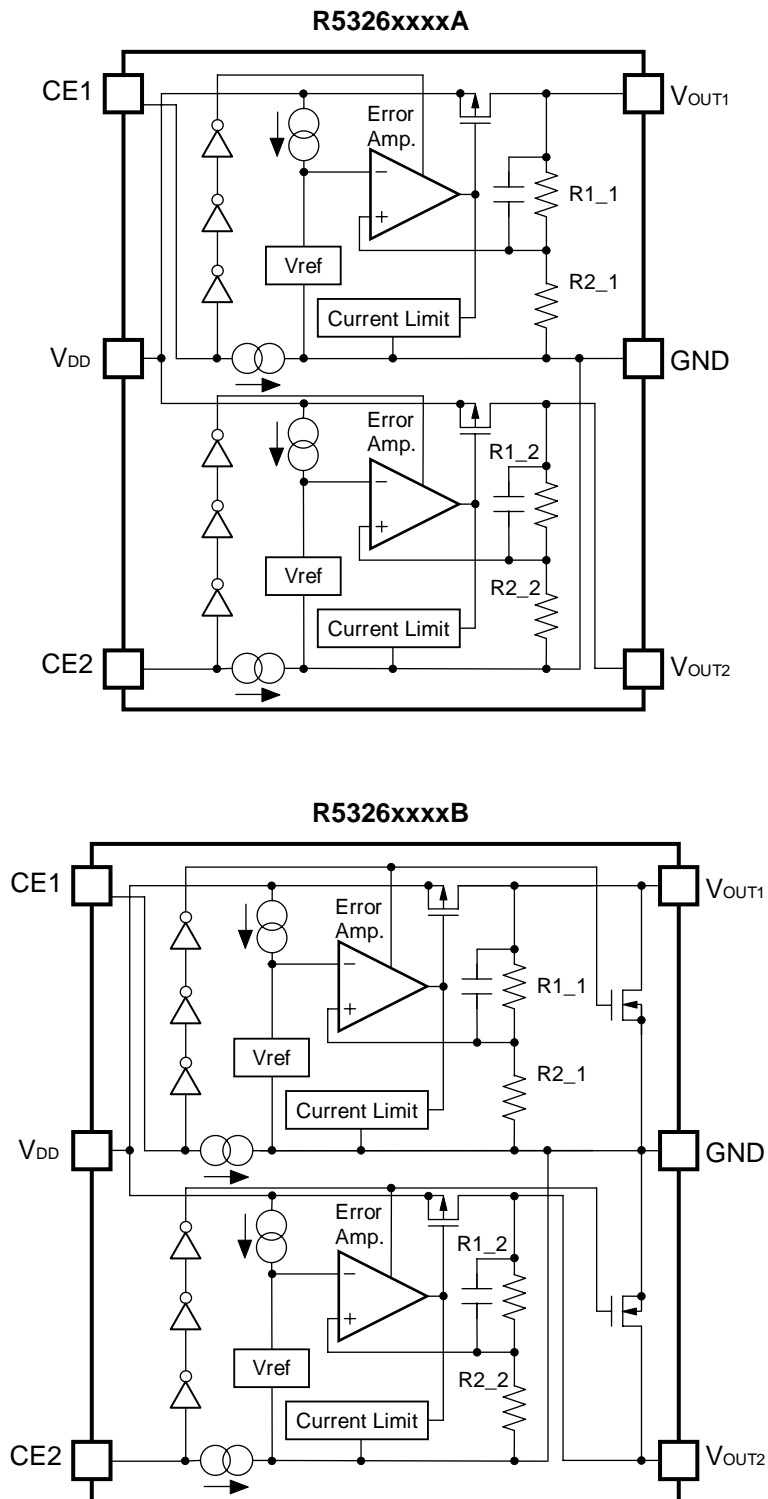 R5326xxxxA
CE1
VOUT1
Error
Amp.
−
+
R1_1
Vref
R2_1
Current Limit
VDD
GND
Error
Amp.
R1_2
−
+
Vref
R2_2
Current Limit
CE2
VOUT2
R5326xxxxB
CE1
VOUT1
Error
Amp.
−
+
R1_1
Vref
R2_1
Current Limit
VDD
GND
Error
Amp.
R1_2
−
+
Vref
R2_2
Current Limit
CE2
VOUT2